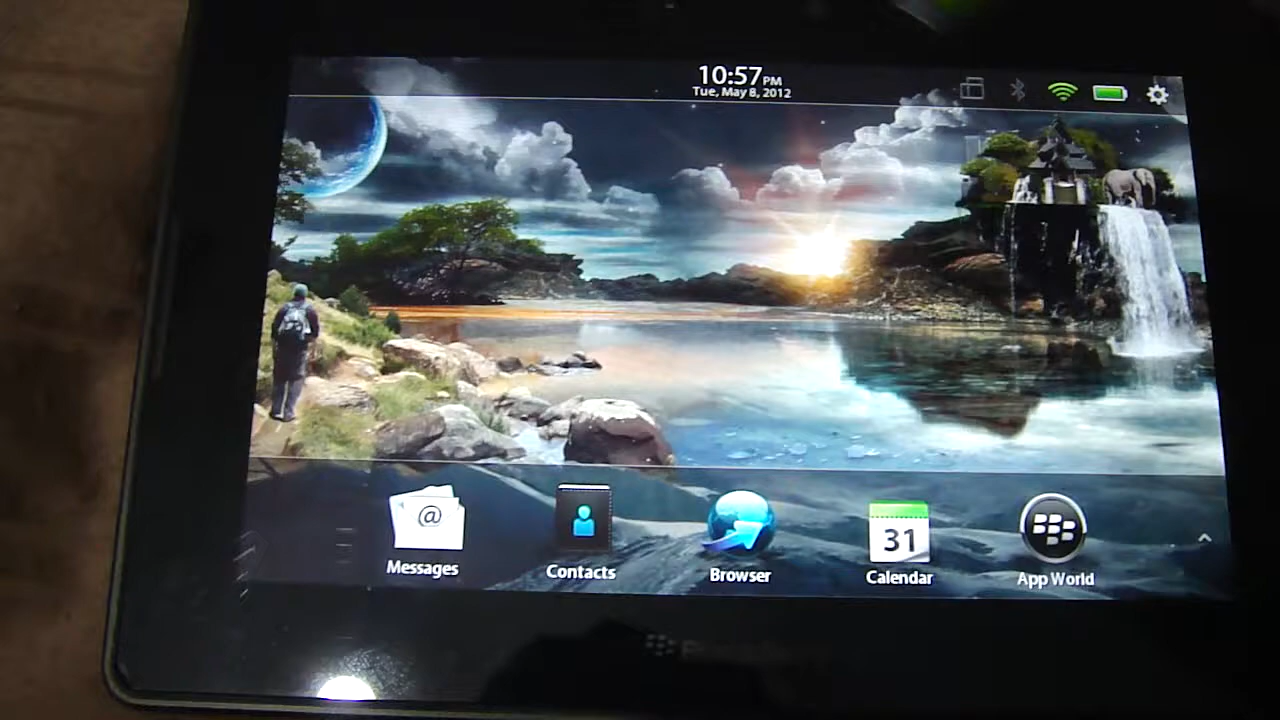 10:57PM
Tue, May 8, 2012
@
31
Messages
Contacts
Browser
Calendar
App World